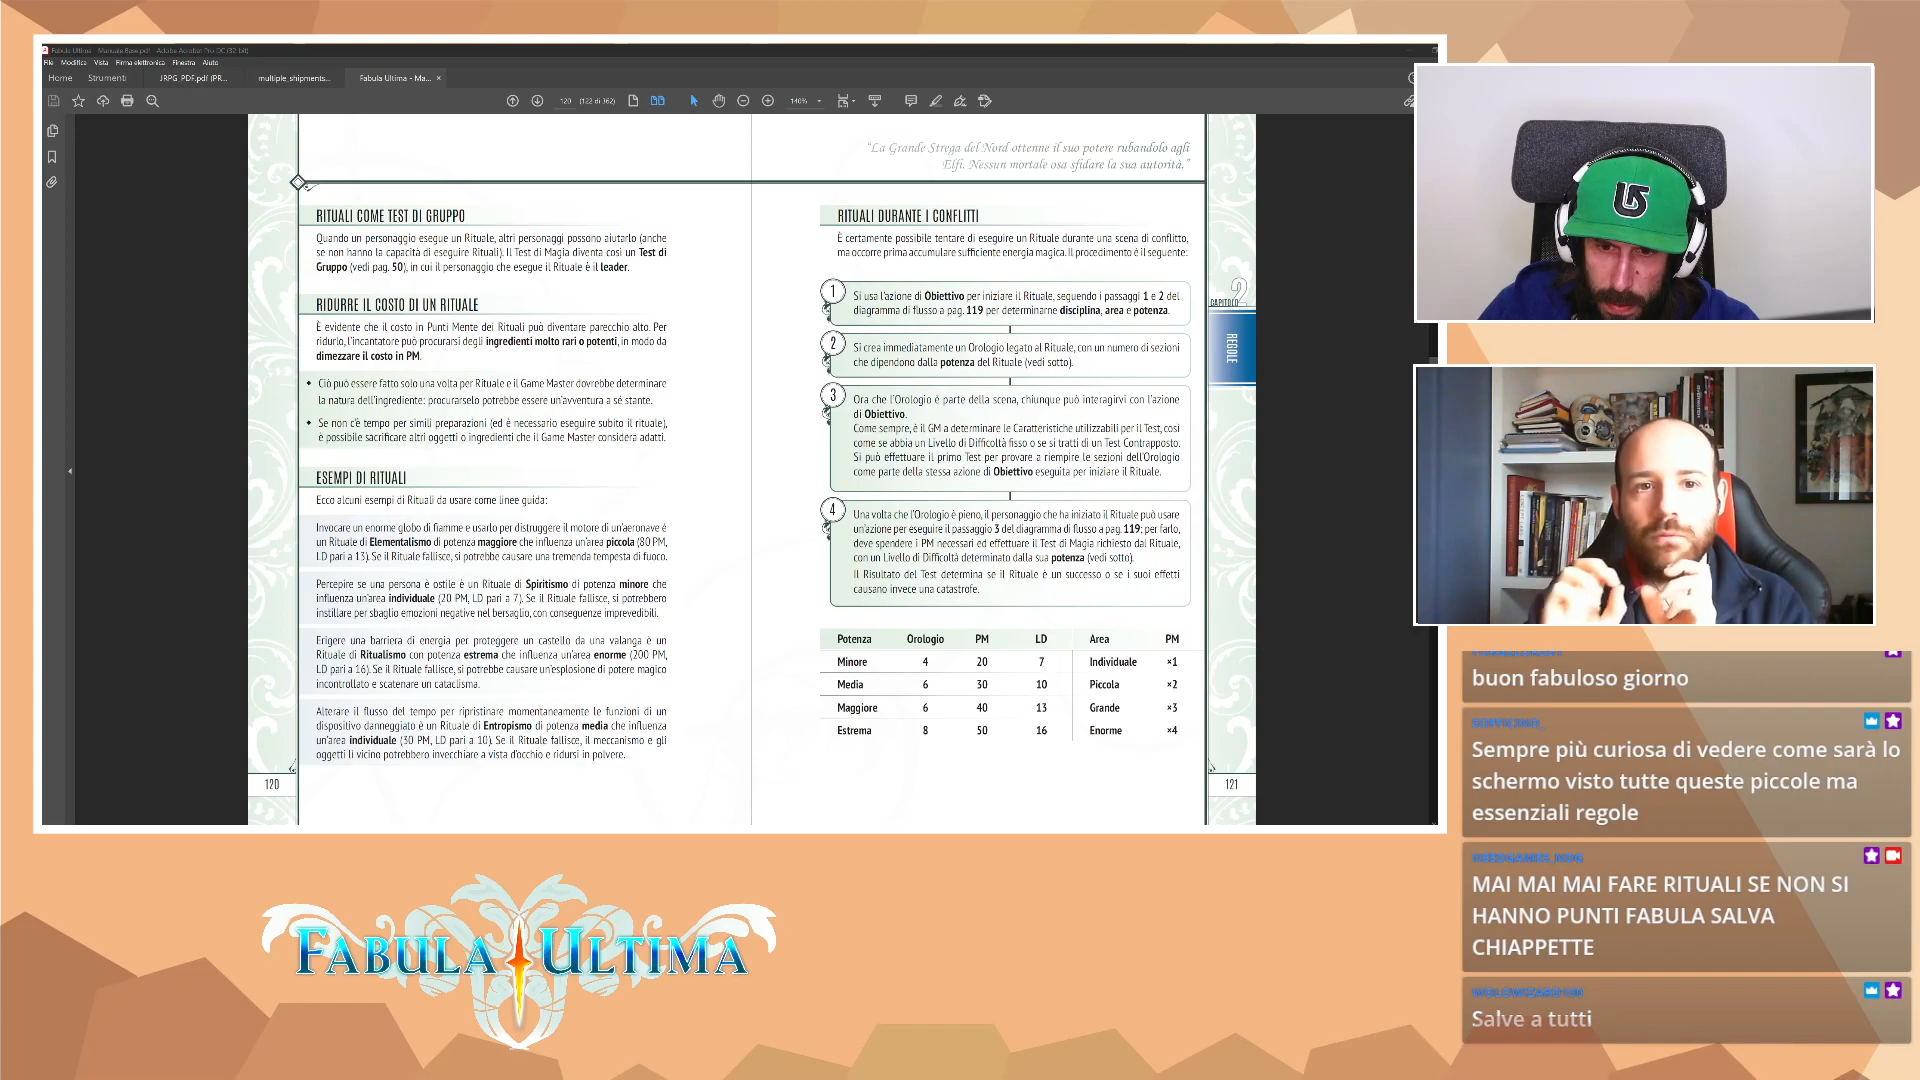 Fabula Ultima - Manuale Base.pdf - Adobe Acrobat Pro DC (32-bit)
File Modifica Vista Firma elettronica Finestra Aiuto
Home Strumenti JRPG_PDF.pdf (PR... multiple_shipments... Fabula Ultima - Ma... ×
120 (122 di 362) 140%
“La Grande Strega del Nord ottenne il suo potere rubandolo agli
Elfi. Nessun mortale osa sfidare la sua autorità.”
RITUALI COME TEST DI GRUPPO
Quando un personaggio esegue un Rituale, altri personaggi possono aiutarlo (anche
se non hanno la capacità di eseguire Rituali). Il Test di Magia diventa così un Test di
Gruppo (vedi pag. 50), in cui il personaggio che esegue il Rituale è il leader.
RIDURRE IL COSTO DI UN RITUALE
È evidente che il costo in Punti Mente dei Rituali può diventare parecchio alto. Per
ridurlo, l’incantatore può procurarsi degli ingredienti molto rari o potenti, in modo da
dimezzare il costo in PM.
• Ciò può essere fatto solo una volta per Rituale e il Game Master dovrebbe determinare
la natura dell’ingrediente: procurarselo potrebbe essere un’avventura a sé stante.
• Se non c’è tempo per simili preparazioni (ed è necessario eseguire subito il rituale),
è possibile sacrificare altri oggetti o ingredienti che il Game Master considera adatti.
ESEMPI DI RITUALI
Ecco alcuni esempi di Rituali da usare come linee guida:
Invocare un enorme globo di fiamme e usarlo per distruggere il motore di un’aeronave è
un Rituale di Elementalismo di potenza maggiore che influenza un’area piccola (80 PM,
LD pari a 13). Se il Rituale fallisce, si potrebbe causare una tremenda tempesta di fuoco.
Percepire se una persona è ostile è un Rituale di Spiritismo di potenza minore che
influenza un’area individuale (20 PM, LD pari a 7). Se il Rituale fallisce, si potrebbero
instillare per sbaglio emozioni negative nel bersaglio, con conseguenze imprevedibili.
Erigere una barriera di energia per proteggere un castello da una valanga è un
Rituale di Ritualismo con potenza estrema che influenza un’area enorme (200 PM,
LD pari a 16). Se il Rituale fallisce, si potrebbe causare un’esplosione di potere magico
incontrollato e scatenare un cataclisma.
Alterare il flusso del tempo per ripristinare momentaneamente le funzioni di un
dispositivo danneggiato è un Rituale di Entropismo di potenza media che influenza
un’area individuale (30 PM, LD pari a 10). Se il Rituale fallisce, il meccanismo e gli
oggetti lì vicino potrebbero invecchiare a vista d’occhio e ridursi in polvere.
120
RITUALI DURANTE I CONFLITTI
È certamente possibile tentare di eseguire un Rituale durante una scena di conflitto,
ma occorre prima accumulare sufficiente energia magica. Il procedimento è il seguente:
1
Si usa l’azione di Obiettivo per iniziare il Rituale, seguendo i passaggi 1 e 2 del
diagramma di flusso a pag. 119 per determinarne disciplina, area e potenza.
2
Si crea immediatamente un Orologio legato al Rituale, con un numero di sezioni
che dipendono dalla potenza del Rituale (vedi sotto).
3
Ora che l’Orologio è parte della scena, chiunque può interagirvi con l’azione
di Obiettivo.
Come sempre, è il GM a determinare le Caratteristiche utilizzabili per il Test, così
come se abbia un Livello di Difficoltà fisso o se si tratti di un Test Contrapposto.
Si può effettuare il primo Test per provare a riempire le sezioni dell’Orologio
come parte della stessa azione di Obiettivo eseguita per iniziare il Rituale.
4
Una volta che l’Orologio è pieno, il personaggio che ha iniziato il Rituale può usare
un’azione per eseguire il passaggio 3 del diagramma di flusso a pag. 119; per farlo,
deve spendere i PM necessari ed effettuare il Test di Magia richiesto dal Rituale,
con un Livello di Difficoltà determinato dalla sua potenza (vedi sotto).
Il Risultato del Test determina se il Rituale è un successo o se i suoi effetti
causano invece una catastrofe.
Potenza Orologio PM LD Area PM
Minore 4 20 7 Individuale ×1
Media 6 30 10 Piccola ×2
Maggiore 6 40 13 Grande ×3
Estrema 8 50 16 Enorme ×4
CAPITOLO 2
REGOLE
121
FABULA ULTIMA
buon fabuloso giorno
Sempre più curiosa di vedere come sarà lo
schermo visto tutte queste piccole ma
essenziali regole
MAI MAI MAI FARE RITUALI SE NON SI
HANNO PUNTI FABULA SALVA
CHIAPPETTE
Salve a tutti